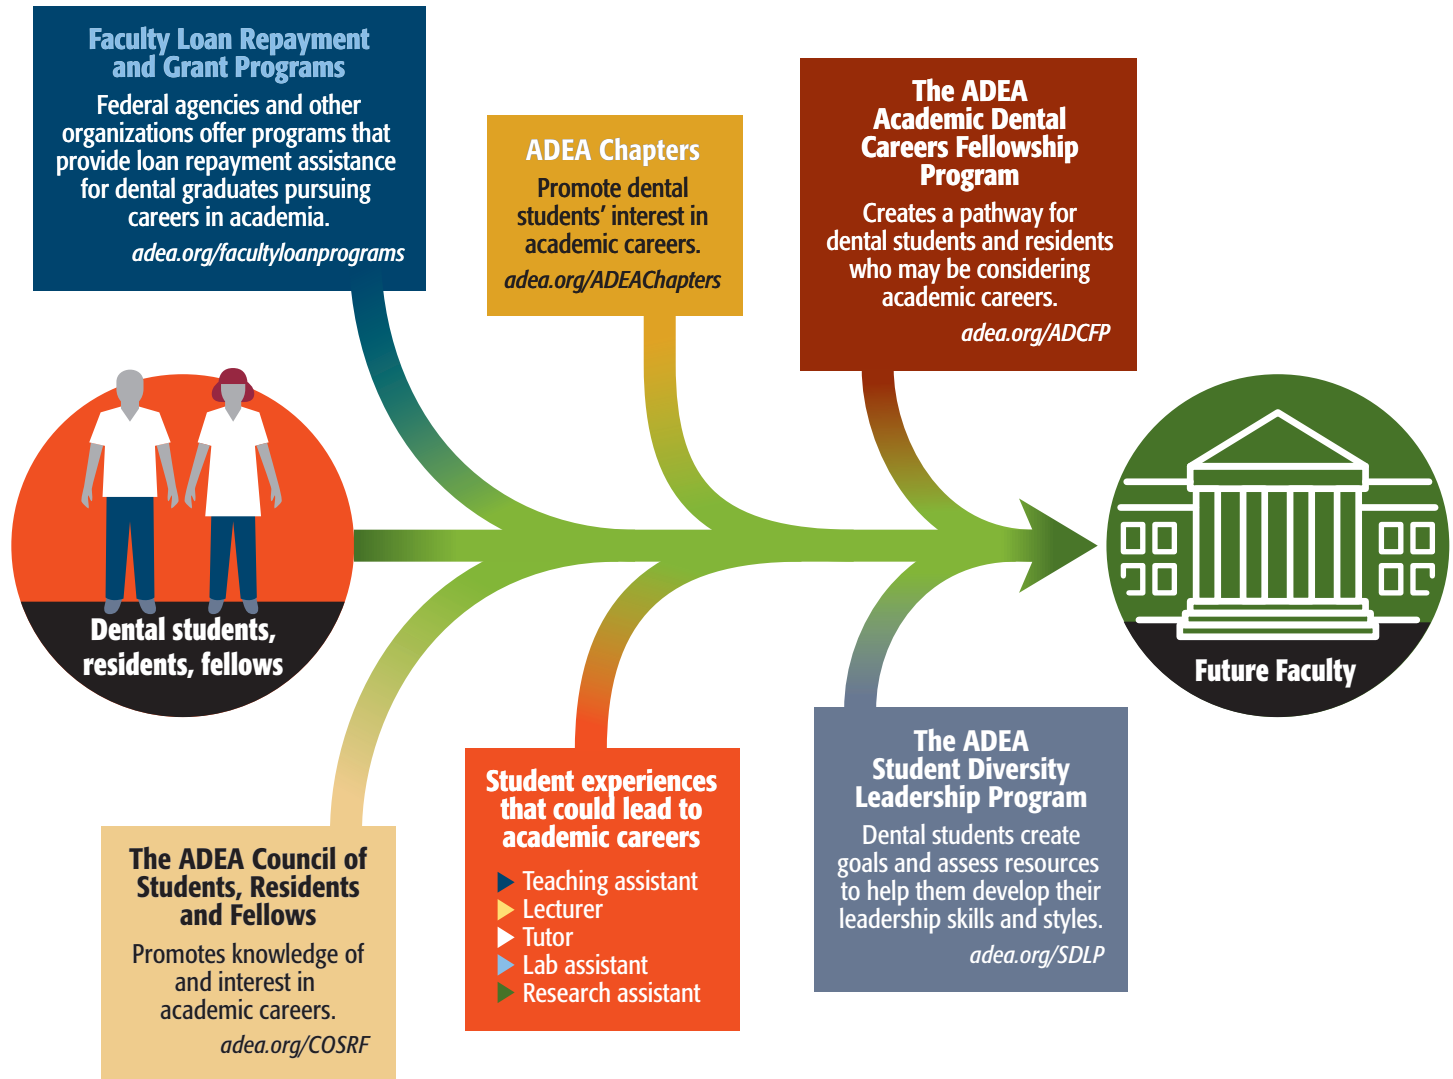 Faculty Loan Repayment
and Grant Programs
Federal agencies and other
organizations offer programs that
provide loan repayment assistance
for dental graduates pursuing
careers in academia.
adea.org/facultyloanprograms
ADEA Chapters
Promote dental
students’ interest in
academic careers.
adea.org/ADEAChapters
The ADEA
Academic Dental
Careers Fellowship
Program
Creates a pathway for
dental students and residents
who may be considering
academic careers.
adea.org/ADCFP
Dental students,
residents, fellows
Future Faculty
The ADEA Council of
Students, Residents
and Fellows
Promotes knowledge of
and interest in
academic careers.
adea.org/COSRF
Student experiences
that could lead to
academic careers
Teaching assistant
Lecturer
Tutor
Lab assistant
Research assistant
The ADEA
Student Diversity
Leadership Program
Dental students create
goals and assess resources
to help them develop their
leadership skills and styles.
adea.org/SDLP